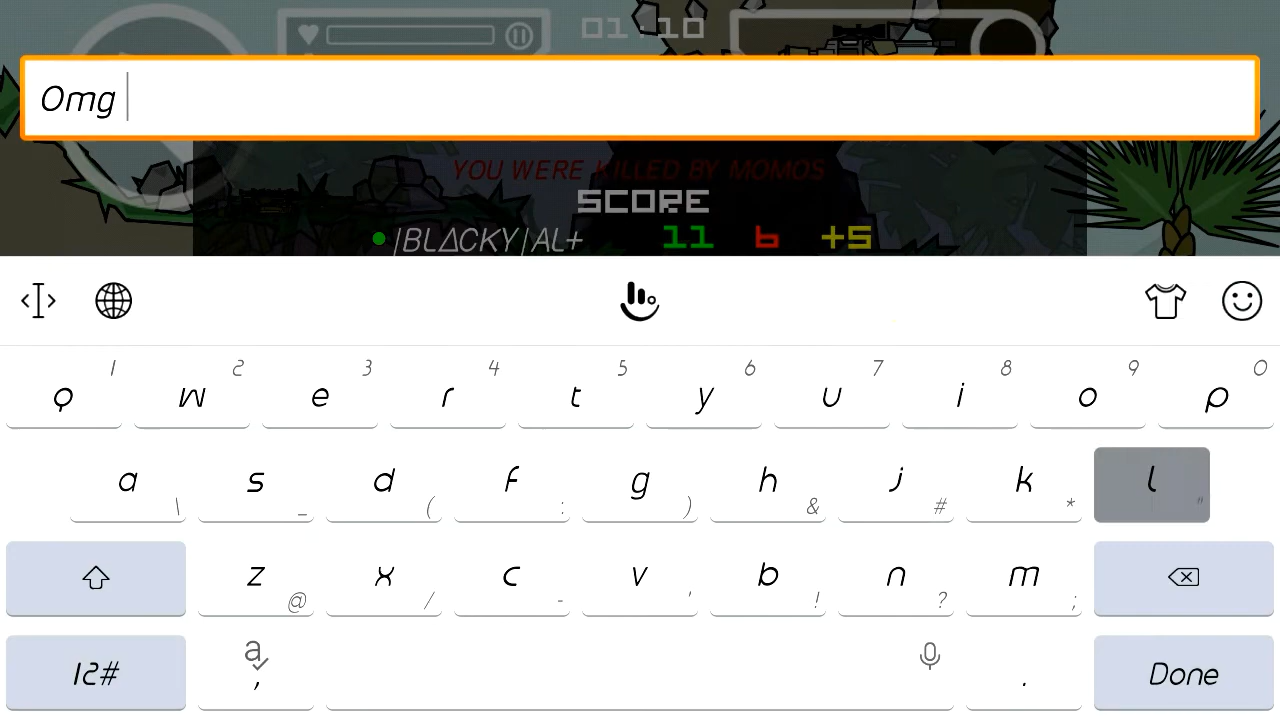 01:10
Omg
YOU WERE KILLED BY MOMOS
SCORE
|BLΔCKY|AL+ 11 6 +5
1 2 3 4 5 6 7 8 9 0
q w e r t y u i o p
a s d f g h j k l
\ _ ( : ) & # * "
z x c v b n m
@ / - ' ! ? ;
a
12# , . Done